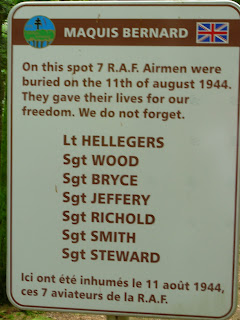 MAQUIS BERNARD
On this spot 7 R.A.F. Airmen were
buried on the 11th of august 1944.
They gave their lives for our
freedom. We do not forget.
Lt HELLEGERS
Sgt WOOD
Sgt BRYCE
Sgt JEFFERY
Sgt RICHOLD
Sgt SMITH
Sgt STEWARD
Ici ont été inhumés le 11 août 1944,
ces 7 aviateurs de la R.A.F.